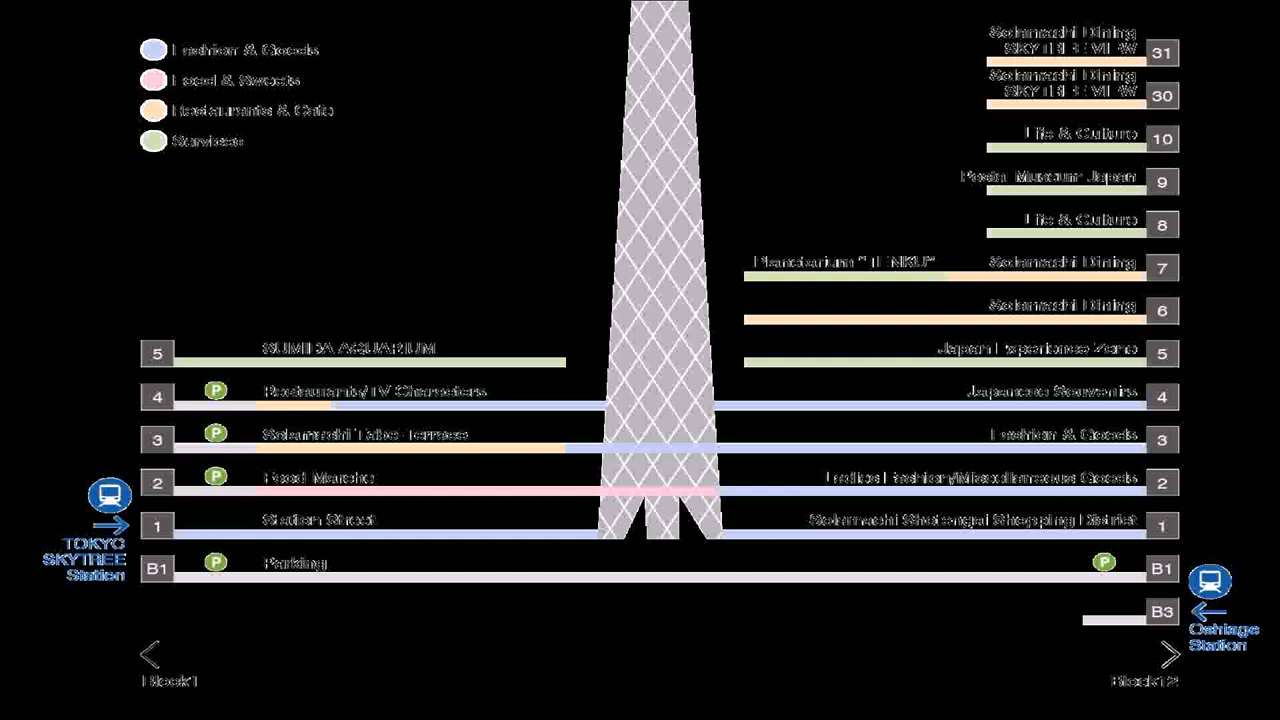 Fashion & Goods
Food & Sweets
Restaurants & Cafe
Services
Solamachi Dining
SKYTREE VIEW
31
Solamachi Dining
SKYTREE VIEW
30
Life & Culture
10
Postal Museum Japan
9
Life & Culture
8
Planetarium "TENKU"
Solamachi Dining
7
Solamachi Dining
6
5
SUMIDA AQUARIUM
Japan Experience Zone
5
4
P
Restaurants/TV Characters
Japanese Souvenirs
4
3
P
Solamachi Tabe-Terrace
Fashion & Goods
3
2
P
Food Marche
Ladies Fashion/Miscellaneous Goods
2
1
Station Street
Solamachi Shotengai Shopping District
1
TOKYO
SKYTREE
Station
B1
P
Parking
P
B1
B3
Oshiage
Station
Block1
Block12